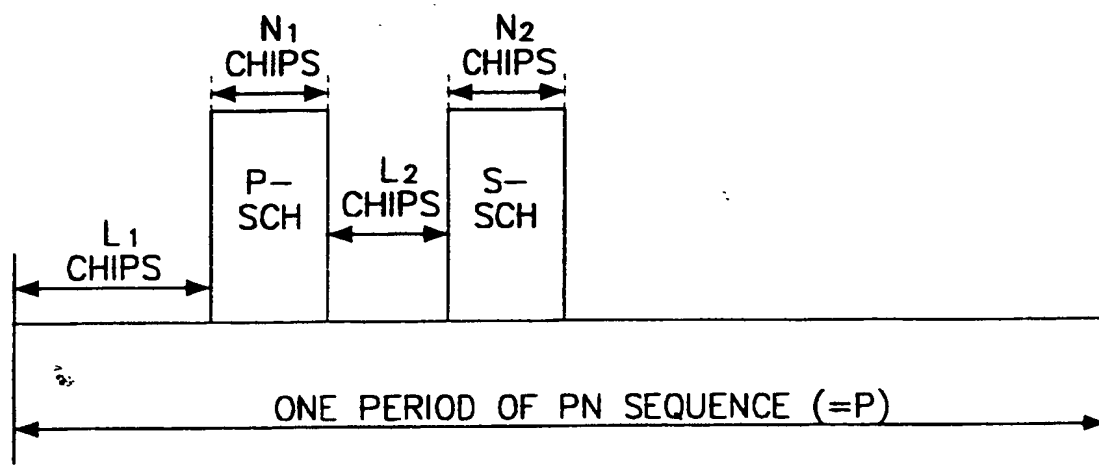 N1
CHIPS
N2
CHIPS
P-
SCH
L2
CHIPS
S-
SCH
L1
CHIPS
ONE PERIOD OF PN SEQUENCE (=P)